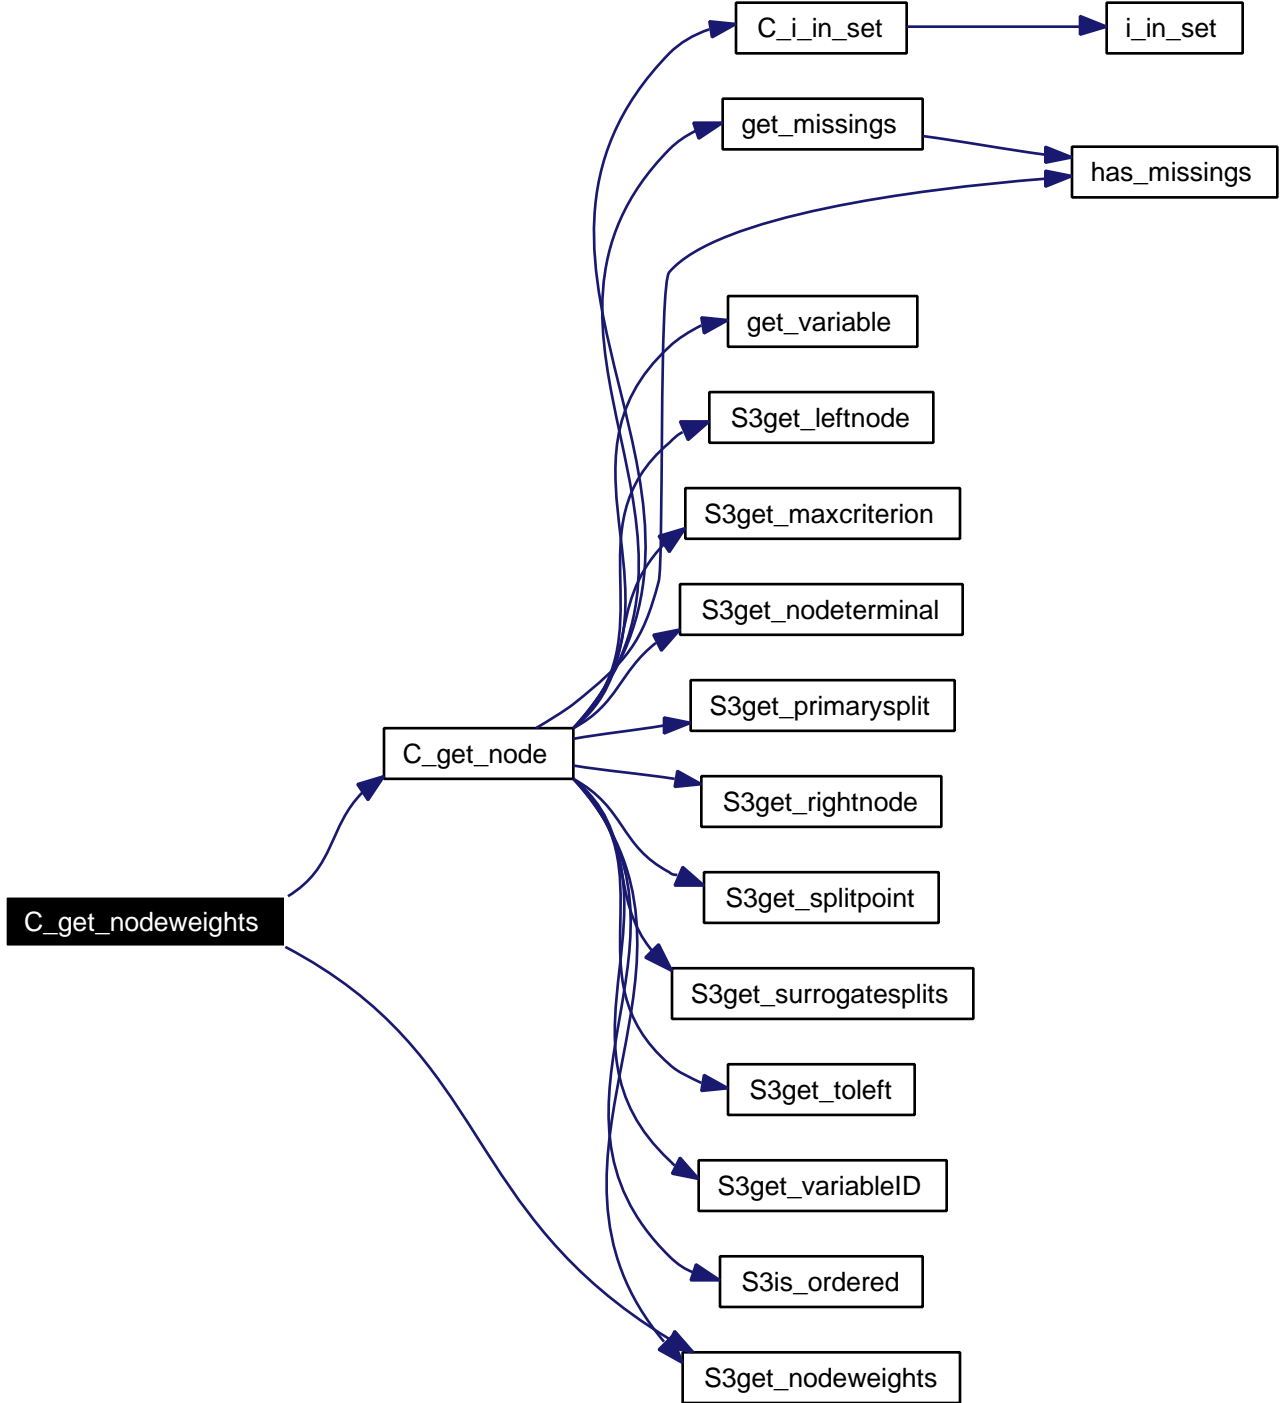 C_i_in_set
i_in_set
get_missings
has_missings
get_variable
S3get_leftnode
S3get_maxcriterion
S3get_nodeterminal
S3get_primarysplit
C_get_node
S3get_rightnode
S3get_splitpoint
C_get_nodeweights
S3get_surrogatesplits
S3get_toleft
S3get_variableID
S3is_ordered
S3get_nodeweights